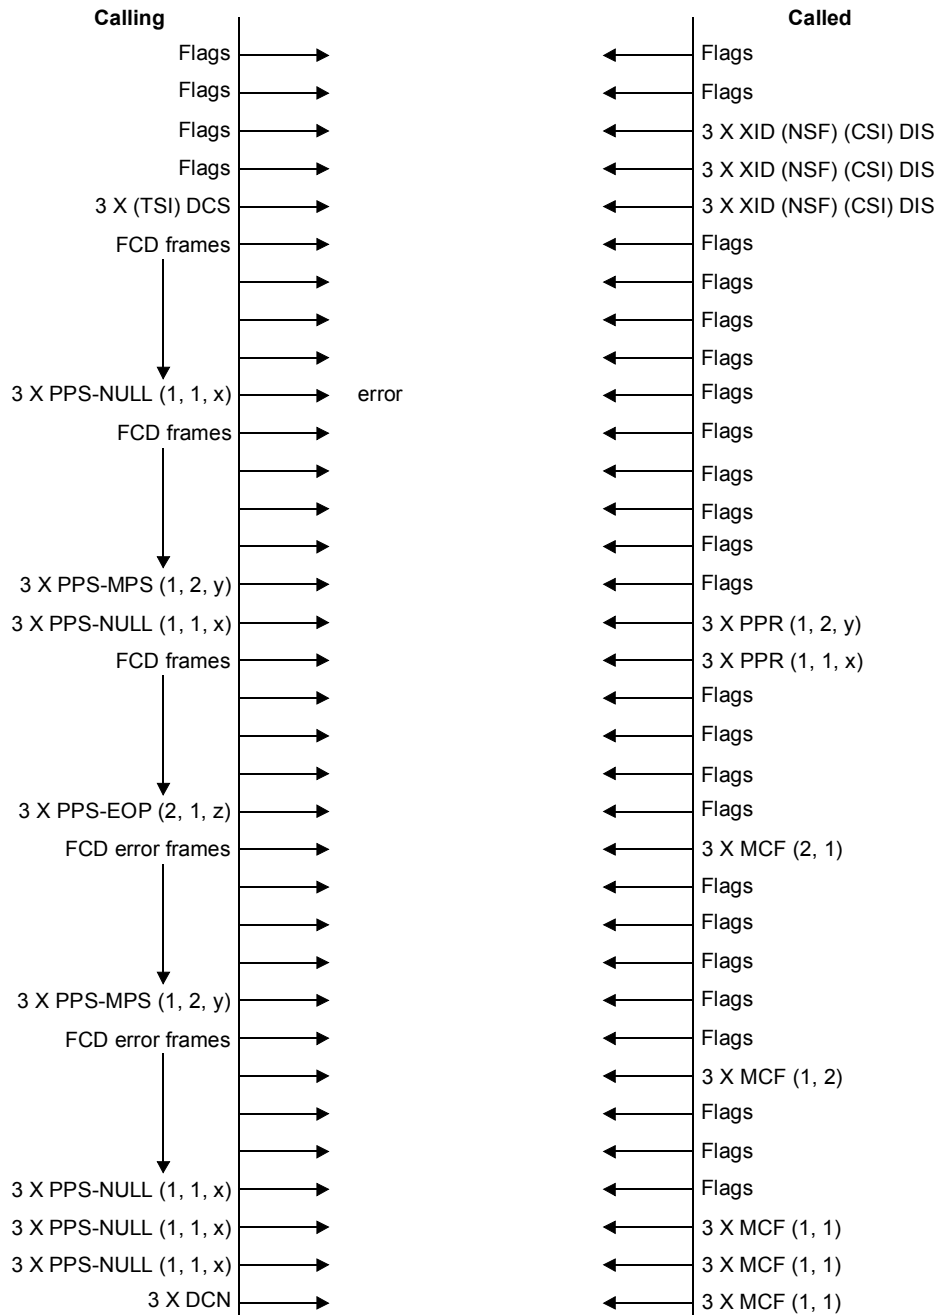 Calling Called
Flags Flags
Flags Flags
Flags 3 X XID (NSF) (CSI) DIS
Flags 3 X XID (NSF) (CSI) DIS
3 X (TSI) DCS 3 X XID (NSF) (CSI) DIS
FCD frames Flags
Flags
Flags
Flags
3 X PPS-NULL (1, 1, x) error Flags
FCD frames Flags
Flags
Flags
Flags
3 X PPS-MPS (1, 2, y) Flags
3 X PPS-NULL (1, 1, x) 3 X PPR (1, 2, y)
FCD frames 3 X PPR (1, 1, x)
Flags
Flags
Flags
3 X PPS-EOP (2, 1, z) Flags
FCD error frames 3 X MCF (2, 1)
Flags
Flags
Flags
3 X PPS-MPS (1, 2, y) Flags
FCD error frames Flags
3 X MCF (1, 2)
Flags
Flags
3 X PPS-NULL (1, 1, x) Flags
3 X PPS-NULL (1, 1, x) 3 X MCF (1, 1)
3 X PPS-NULL (1, 1, x) 3 X MCF (1, 1)
3 X DCN 3 X MCF (1, 1)